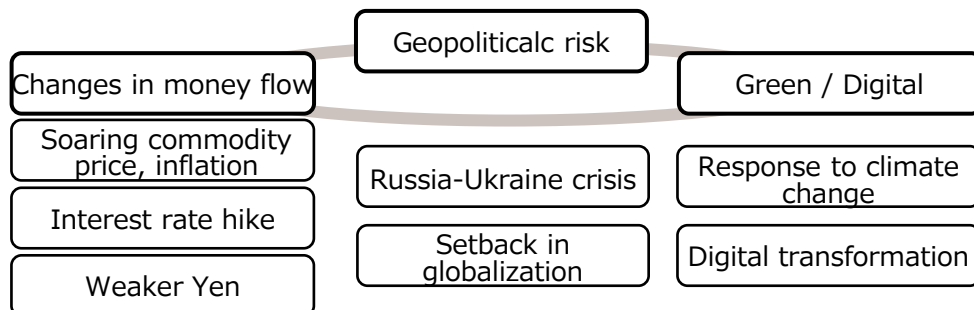 Geopoliticalc risk
Changes in money flow
Green / Digital
Soaring commodity
price, inflation
Interest rate hike
Weaker Yen
Russia-Ukraine crisis
Setback in
globalization
Response to climate
change
Digital transformation